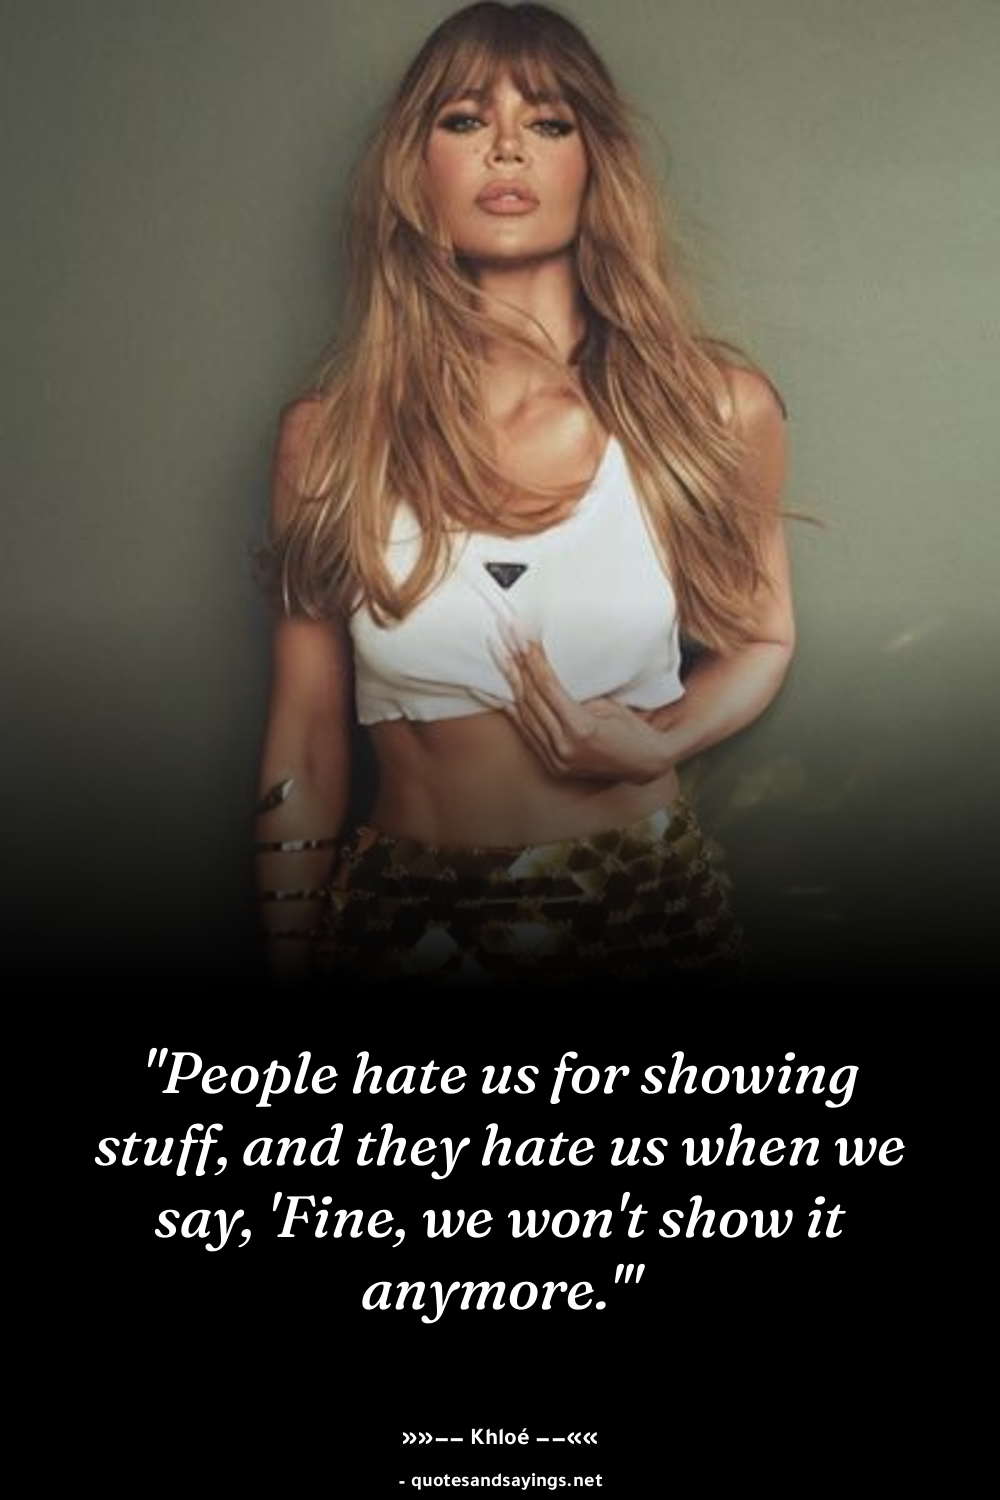 "People hate us for showing
stuff, and they hate us when we
say, 'Fine, we won't show it
anymore.'"
»»−− Khloé −−««
- quotesandsayings.net